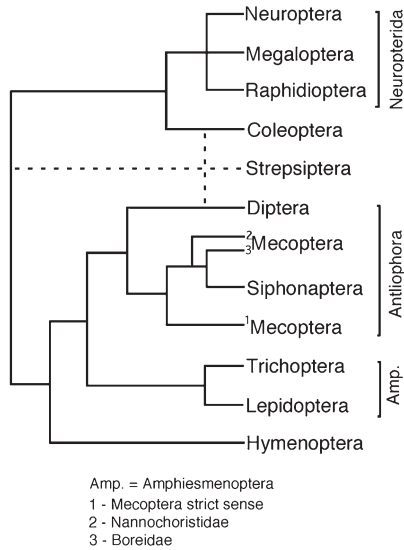 Neuroptera
Megaloptera
Raphidioptera
Neuropterida
Coleoptera
Strepsiptera
Diptera
2
3
Mecoptera
Siphonaptera
1
Mecoptera
Antliophora
Trichoptera
Lepidoptera
Amp.
Hymenoptera
Amp. = Amphiesmenoptera
1 - Mecoptera strict sense
2 - Nannochoristidae
3 - Boreidae